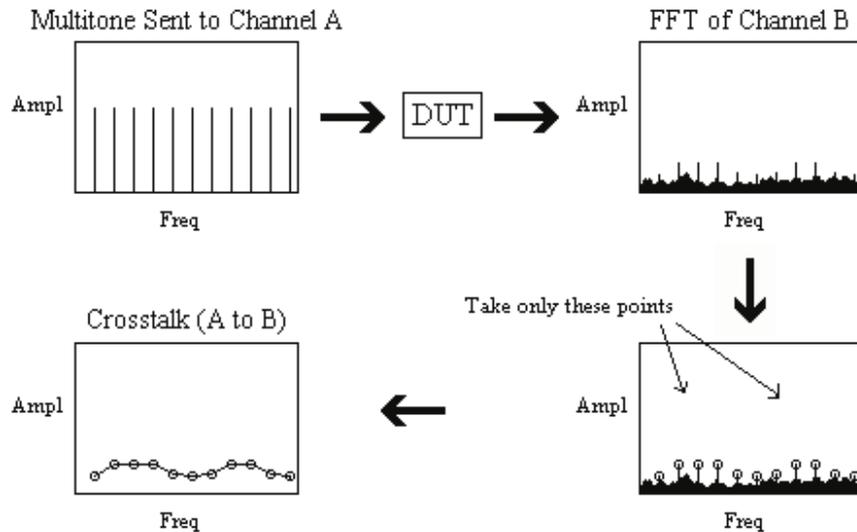 Multitone Sent to Channel A
Ampl
Freq
DUT
FFT of Channel B
Ampl
Freq
Take only these points
Ampl
Freq
Crosstalk (A to B)
Ampl
Freq